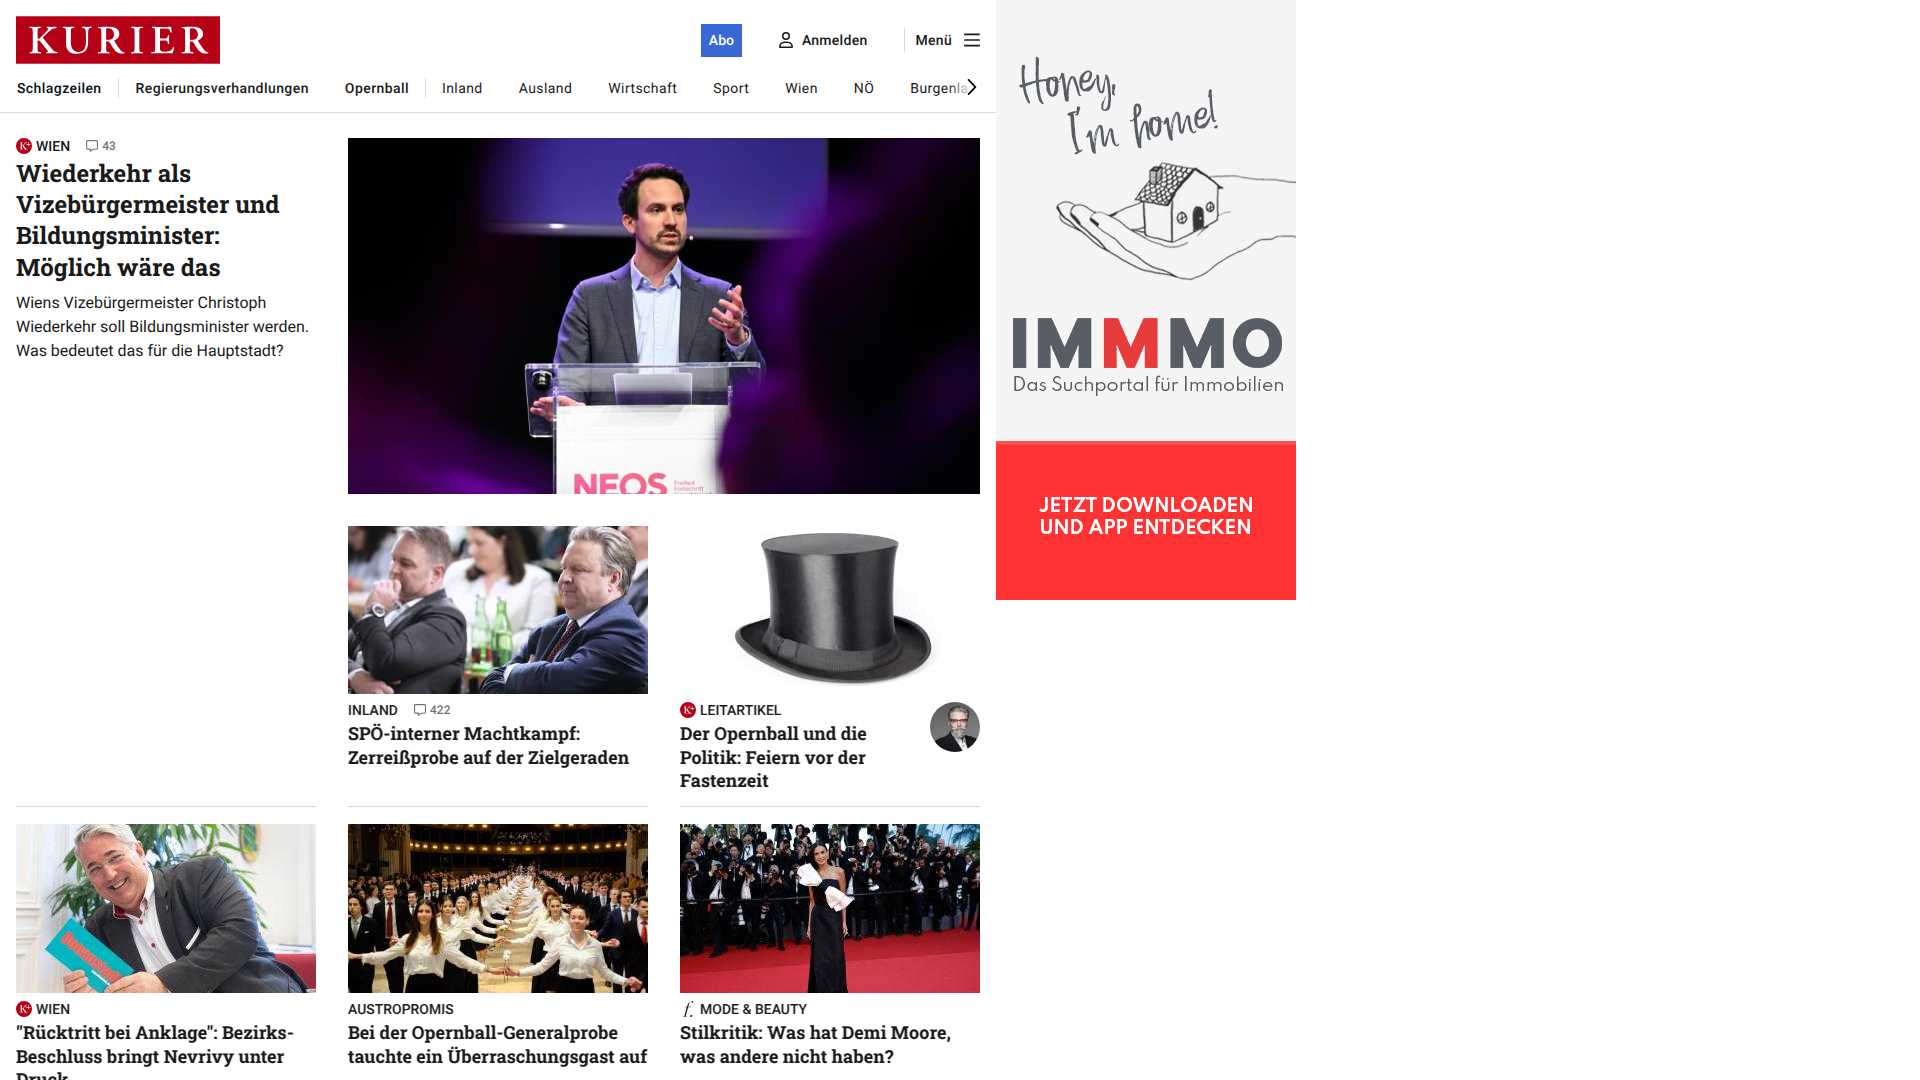 KURIER
Abo
Anmelden
Menü
Schlagzeilen
Regierungsverhandlungen
Opernball
Inland
Ausland
Wirtschaft
Sport
Wien
NÖ
WIEN
43
Wiederkehr als
Vizebürgermeister und
Bildungsminister:
Möglich wäre das
Wiens Vizebürgermeister Christoph
Wiederkehr soll Bildungsminister werden.
Was bedeutet das für die Hauptstadt?
NEOS
INLAND
422
SPÖ-interner Machtkampf:
Zerreißprobe auf der Zielgeraden
LEITARTIKEL
Der Opernball und die
Politik: Feiern vor der
Fastenzeit
WIEN
"Rücktritt bei Anklage": Bezirks-
Beschluss bringt Nevrivy unter
Druck
AUSTROPROMIS
Bei der Opernball-Generalprobe
tauchte ein Überraschungsgast auf
f.
MODE & BEAUTY
Stilkritik: Was hat Demi Moore,
was andere nicht haben?
Honey,
I'm home!
IMMMO
Das Suchportal für Immobilien
JETZT DOWNLOADEN
UND APP ENTDECKEN